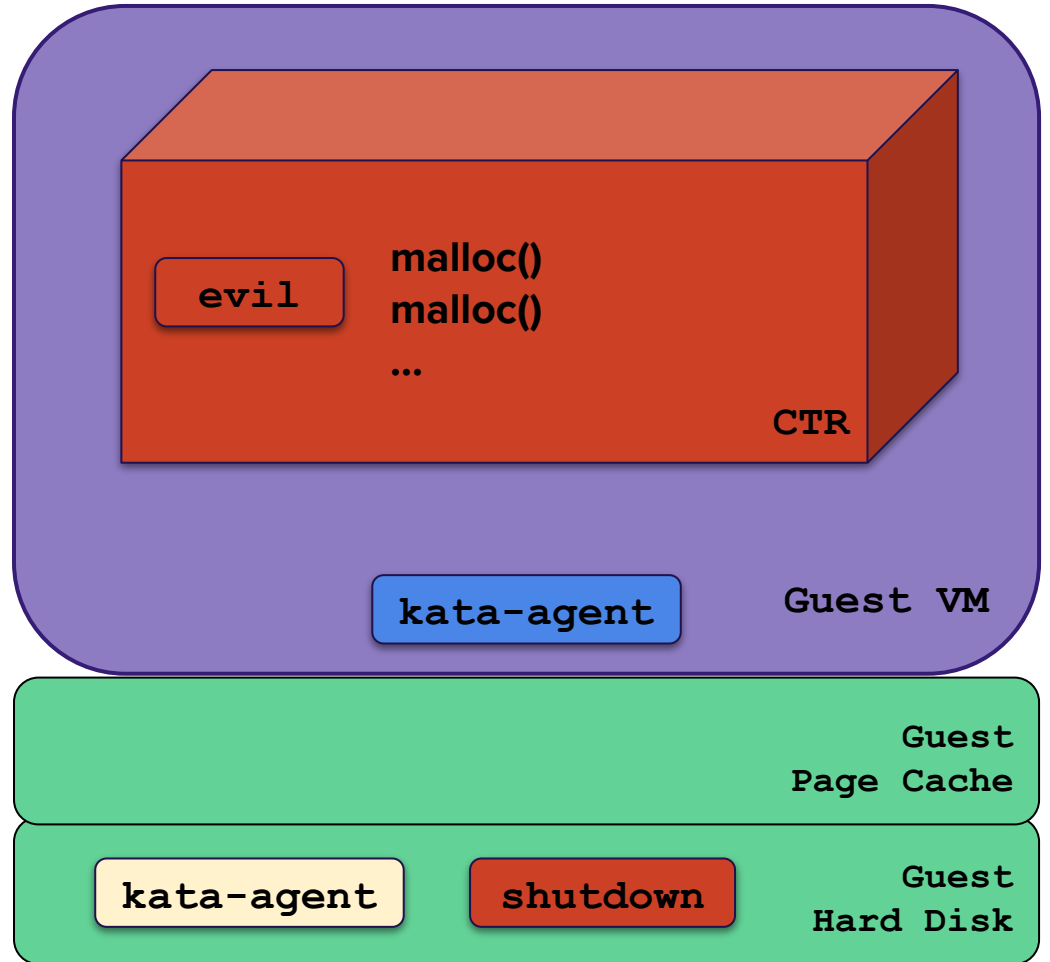 evil
malloc()
malloc()
...
CTR
kata-agent
Guest VM
Guest
Page Cache
kata-agent
shutdown
Guest
Hard Disk